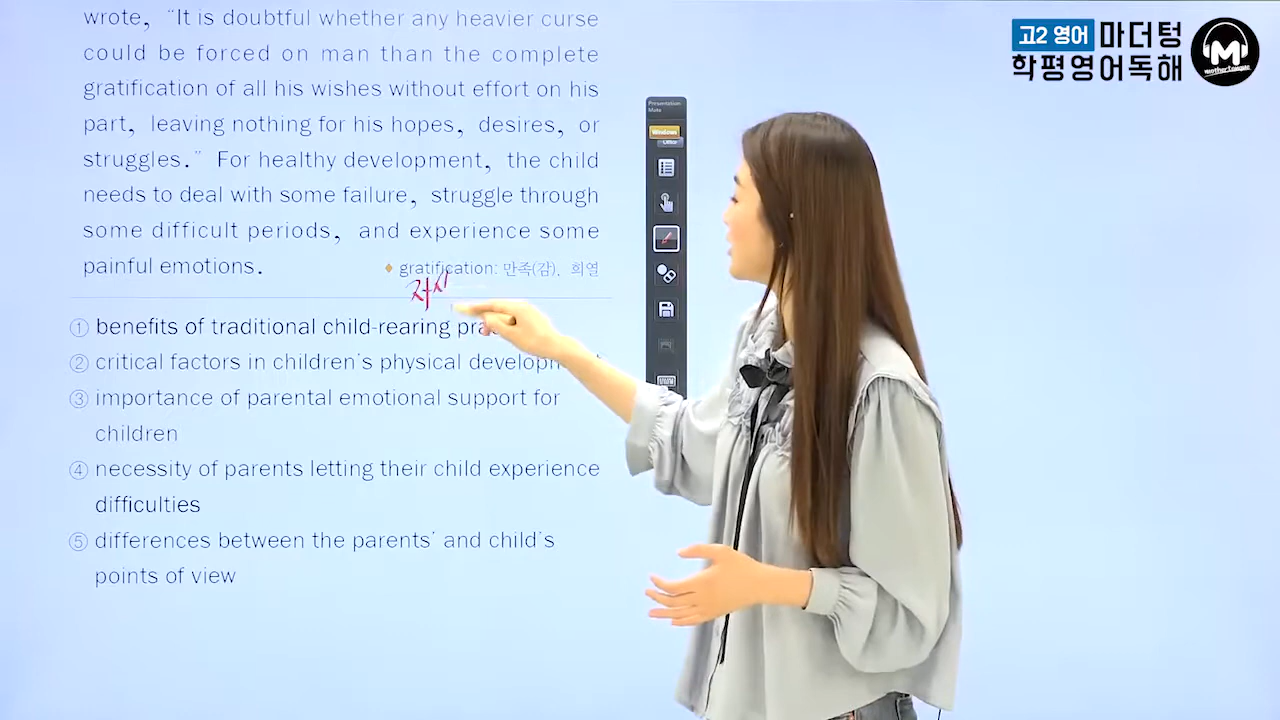 wrote, “It is doubtful whether any heavier curse
could be forced on man than the complete
gratification of all his wishes without effort on his
part, leaving nothing for his hopes, desires, or
struggles.” For healthy development, the child
needs to deal with some failure, struggle through
some difficult periods, and experience some
painful emotions.
◆ gratification: 만족(감), 희열
① benefits of traditional child-rearing
② critical factors in children's physical
③ importance of parental emotional support for
children
④ necessity of parents letting their child experience
difficulties
⑤ differences between the parents' and child's
points of view
Presentation
Mate
Windows
고2 영어 마더텅
학평영어독해
M
mothertongue